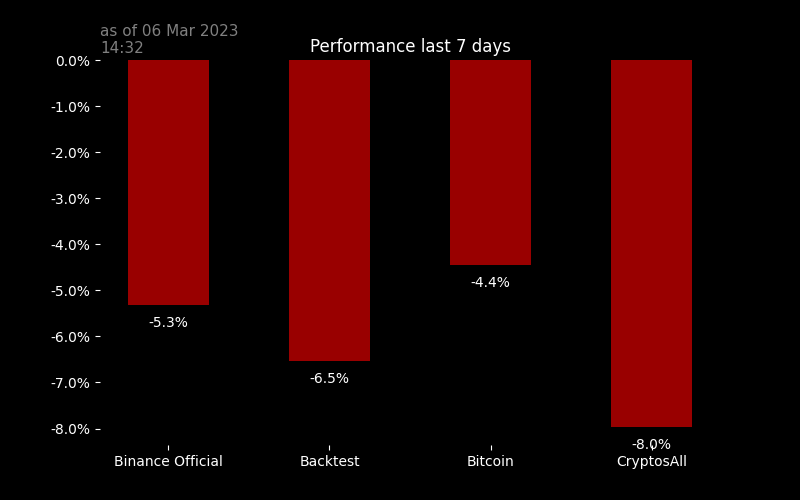 as of 06 Mar 2023
14:32
Performance last 7 days
0.0%
-1.0%
-2.0%
-3.0%
-4.0%
-5.0%
-6.0%
-7.0%
-8.0%
-5.3%
-6.5%
-4.4%
-8.0%
Binance Official
Backtest
Bitcoin
CryptosAll